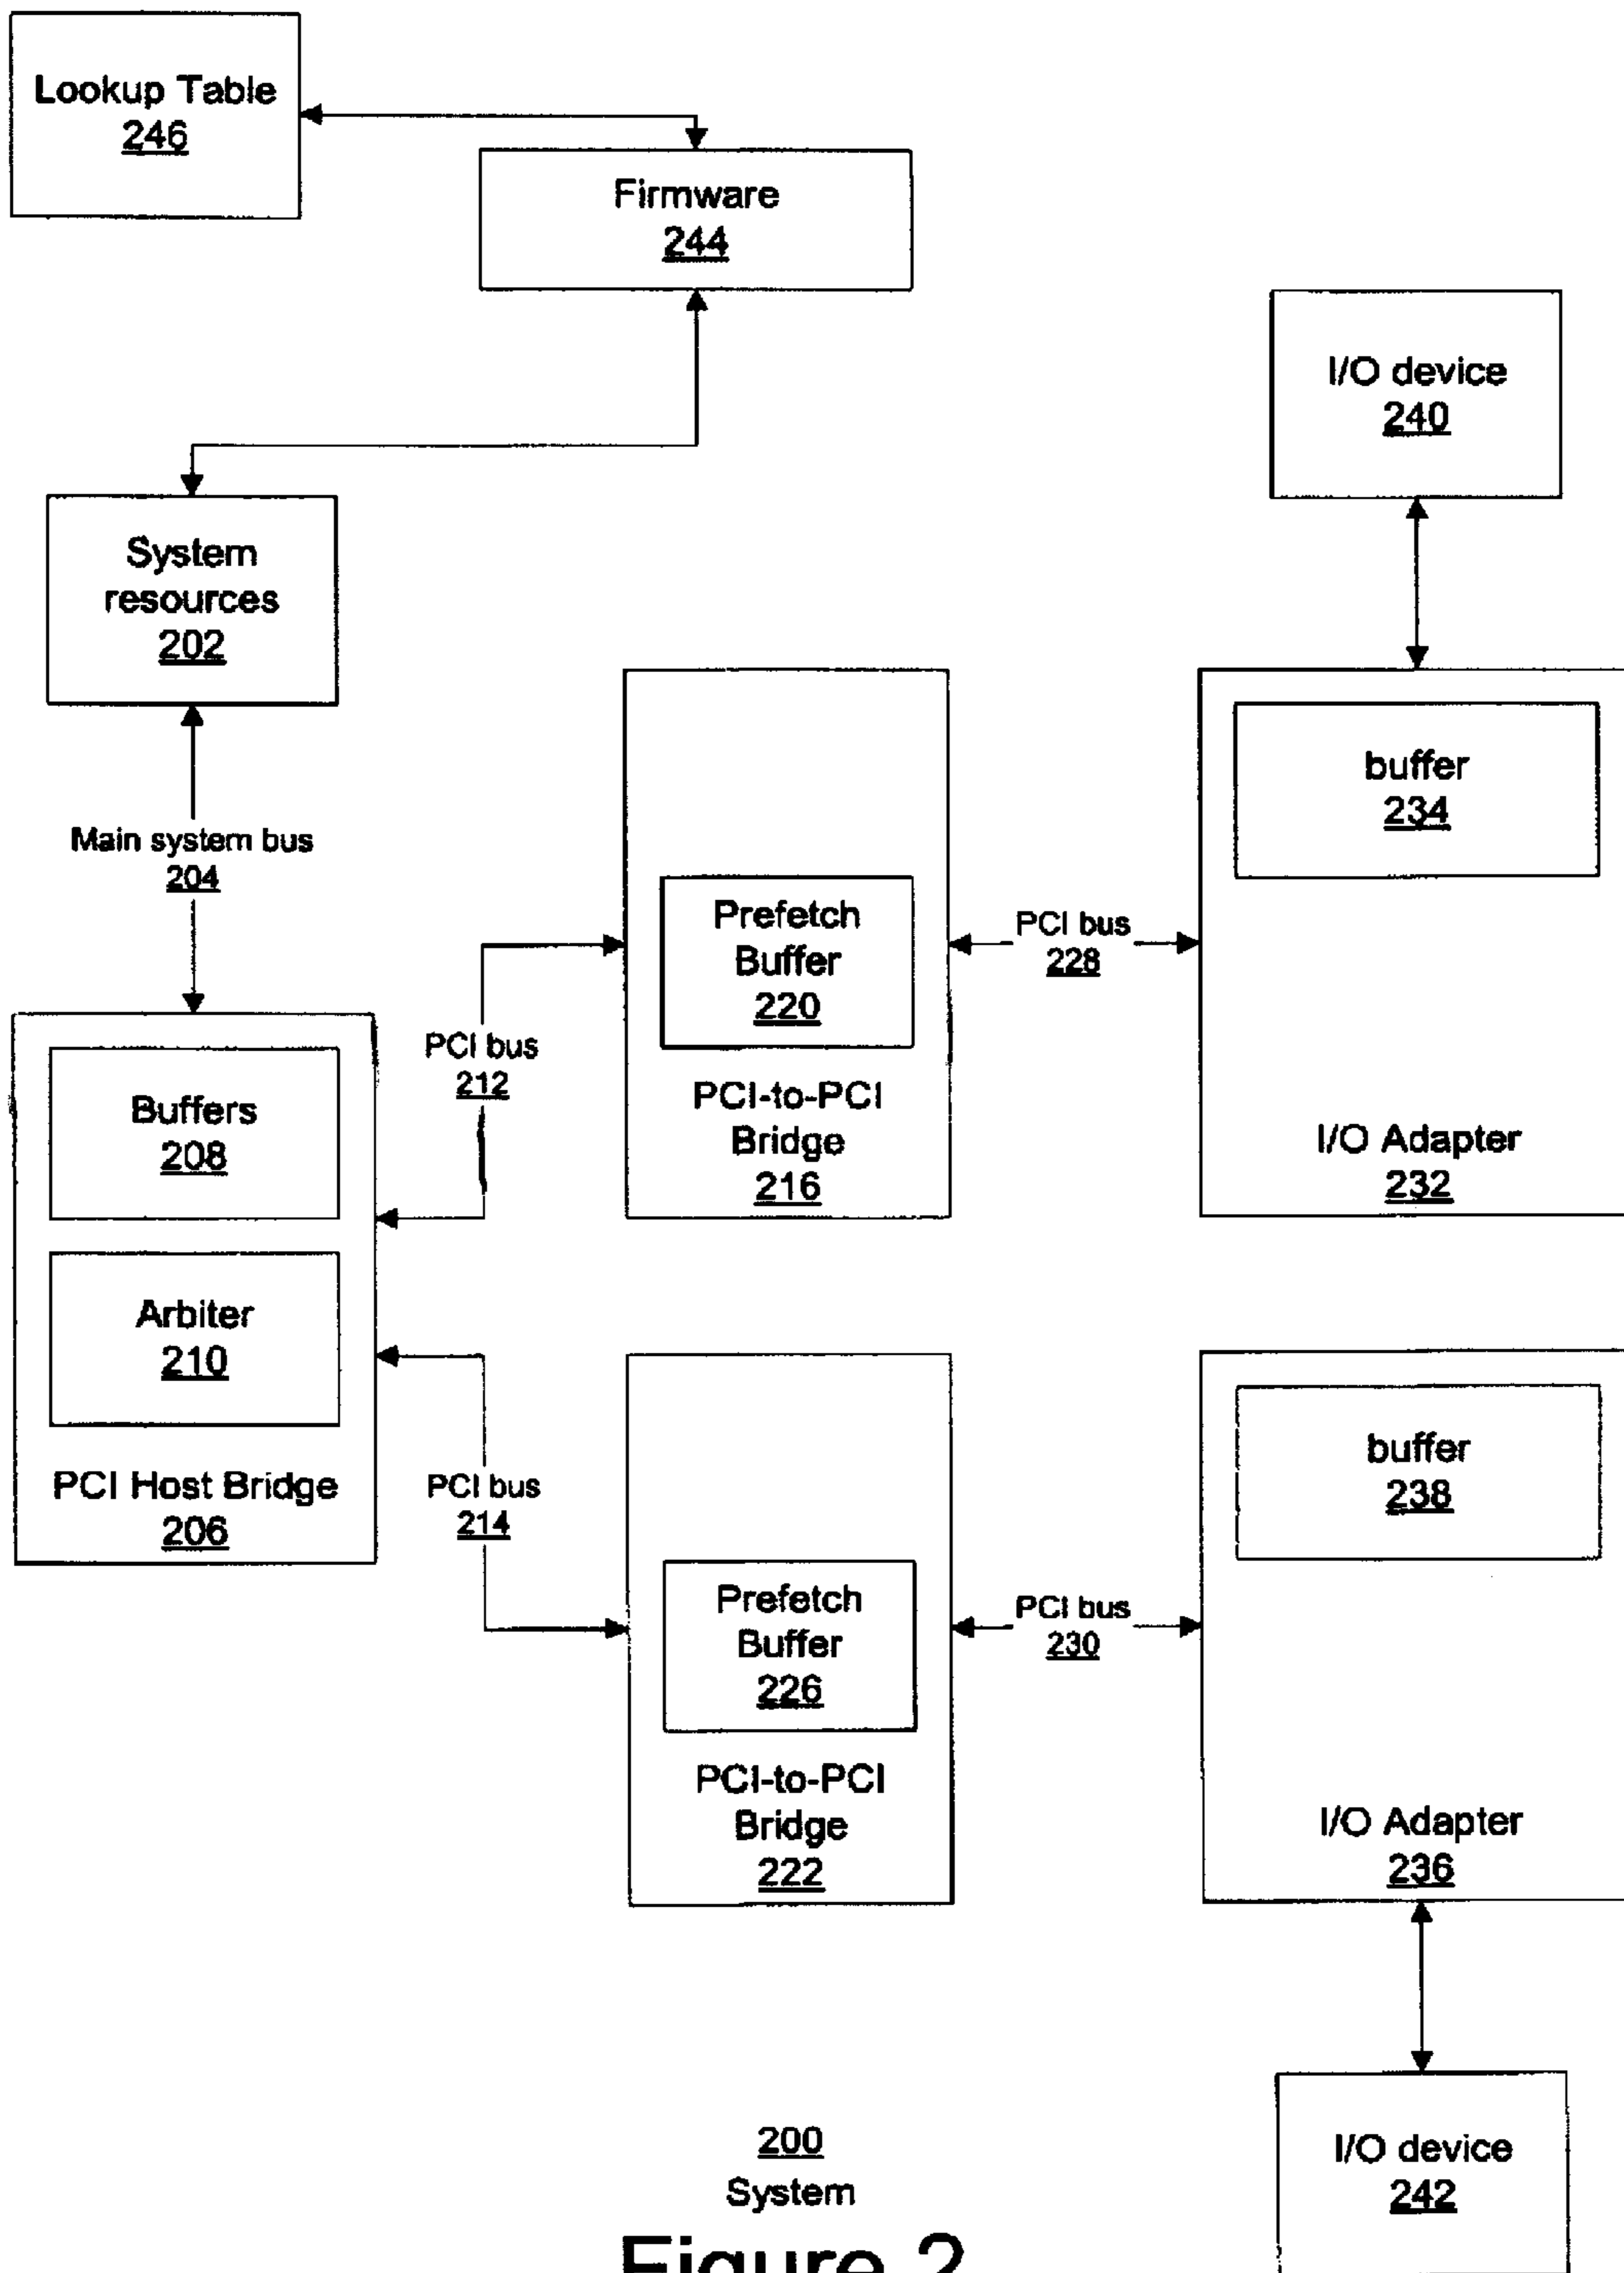 Lookup Table
246
Firmware
244
I/O device
240
System
resources
202
Main system bus
204
buffer
234
Prefetch
Buffer
220
PCI bus
228
PCI bus
212
PCI-to-PCI
Bridge
216
I/O Adapter
232
Buffers
208
Arbiter
210
PCI Host Bridge
206
PCI bus
214
buffer
238
Prefetch
Buffer
226
PCI bus
230
PCI-to-PCI
Bridge
222
I/O Adapter
236
200
System
Figure 2
I/O device
242